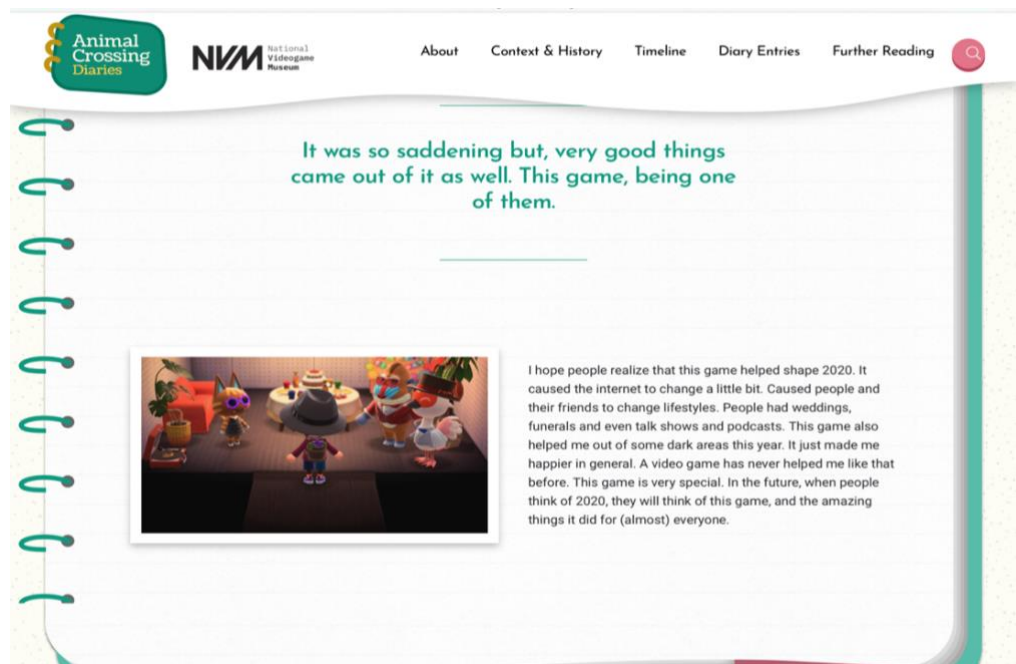 Animal
Crossing
Diaries
NVM
National
Videogame
Museum
About
Context & History
Timeline
Diary Entries
Further Reading
It was so saddening but, very good things
came out of it as well. This game, being one
of them.
I hope people realize that this game helped shape 2020. It
caused the internet to change a little bit. Caused people and
their friends to change lifestyles. People had weddings,
funerals and even talk shows and podcasts. This game also
helped me out of some dark areas this year. It just made me
happier in general. A video game has never helped me like that
before. This game is very special. In the future, when people
think of 2020, they will think of this game, and the amazing
things it did for (almost) everyone.